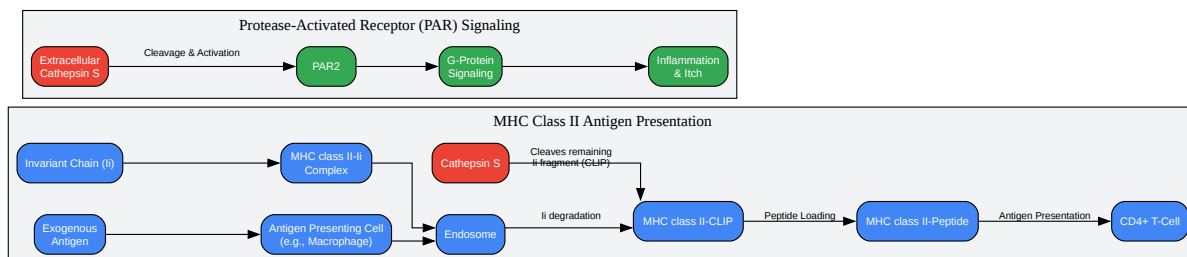 Protease-Activated Receptor (PAR) Signaling
Extracellular
Cathepsin S
Cleavage & Activation
PAR2
G-Protein
Signaling
Inflammation
& Itch
MHC Class II Antigen Presentation
Invariant Chain (Ii)
MHC class II-Ii
Complex
Cathepsin S
Cleaves remaining
Ii fragment (CLIP)
Exogenous
Antigen
Antigen Presenting Cell
(e.g., Macrophage)
Endosome
Ii degradation
MHC class II-CLIP
Peptide Loading
MHC class II-Peptide
Antigen Presentation
CD4+ T-Cell